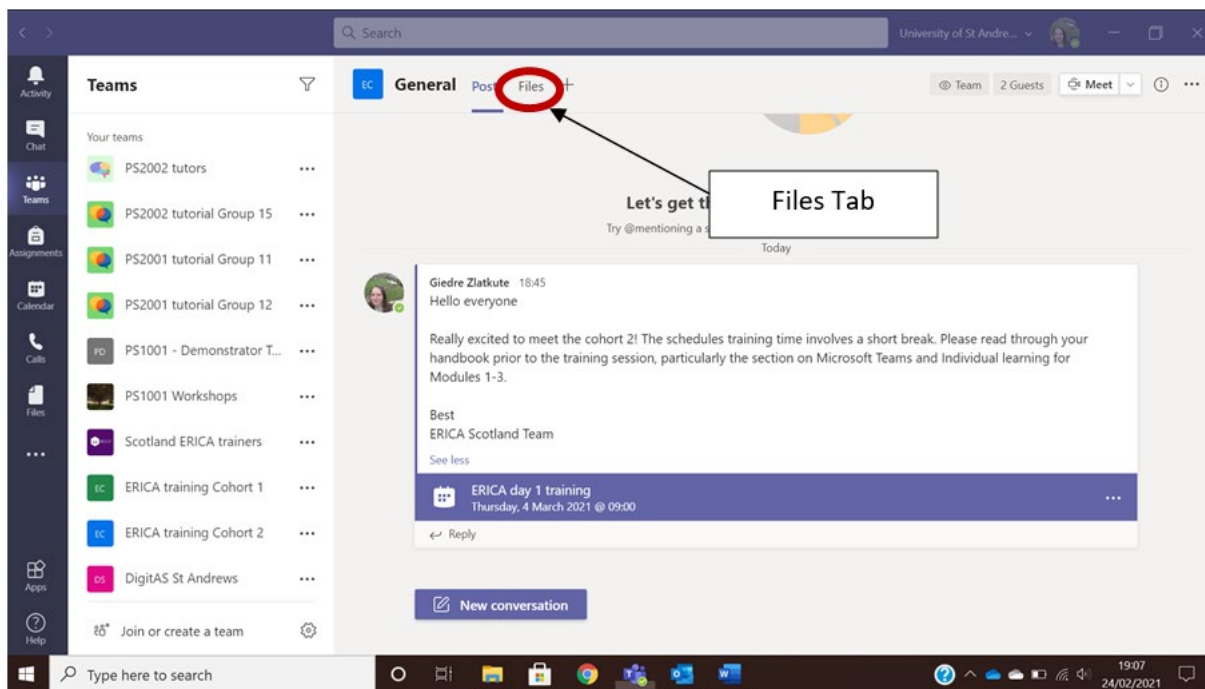 Search
University of St Andre...
Activity
Chat
Teams
Assignments
Calendar
Calls
Files
Apps
Help
Teams
Your teams
PS2002 tutors
PS2002 tutorial Group 15
PS2001 tutorial Group 11
PS2001 tutorial Group 12
PD PS1001 - Demonstrator T...
PS1001 Workshops
Scotland ERICA trainers
EC ERICA training Cohort 1
EC ERICA training Cohort 2
DS DigitAS St Andrews
Join or create a team
EC General Post Files +
Team 2 Guests Meet
Files Tab
Let's get th
Try @mentioning a s
Today
Giedre Zlatkute 18:45
Hello everyone
Really excited to meet the cohort 2! The schedules training time involves a short break. Please read through your
handbook prior to the training session, particularly the section on Microsoft Teams and Individual learning for
Modules 1-3.
Best
ERICA Scotland Team
See less
ERICA day 1 training
Thursday, 4 March 2021 @ 09:00
Reply
New conversation
Type here to search
19:07
24/02/2021